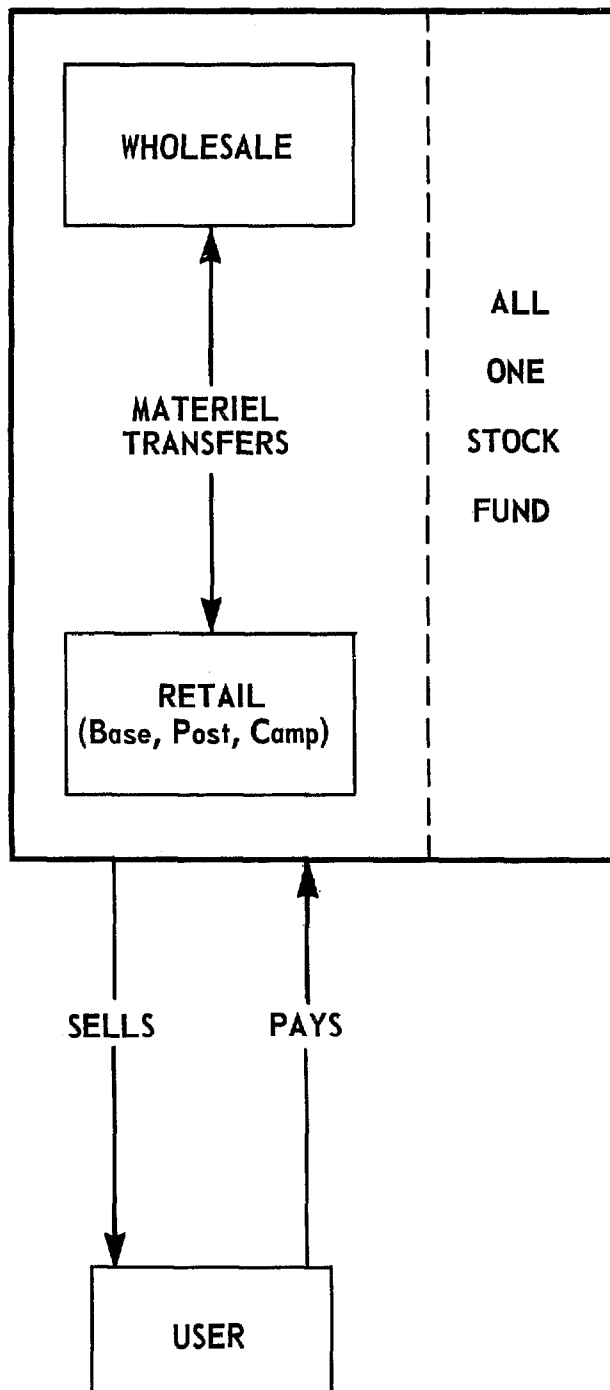 WHOLESALE
MATERIEL
TRANSFERS
RETAIL
(Base, Post, Camp)
ALL
ONE
STOCK
FUND
SELLS
PAYS
USER